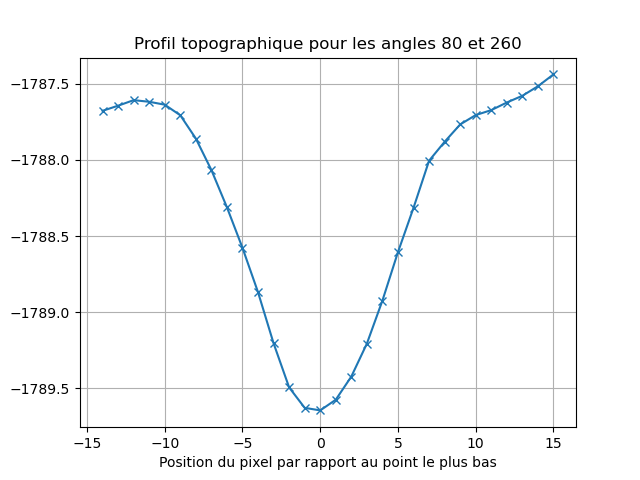 Profil topographique pour les angles 80 et 260
−1787.5
−1788.0
−1788.5
−1789.0
−1789.5
−15 −10 −5 0 5 10 15
Position du pixel par rapport au point le plus bas